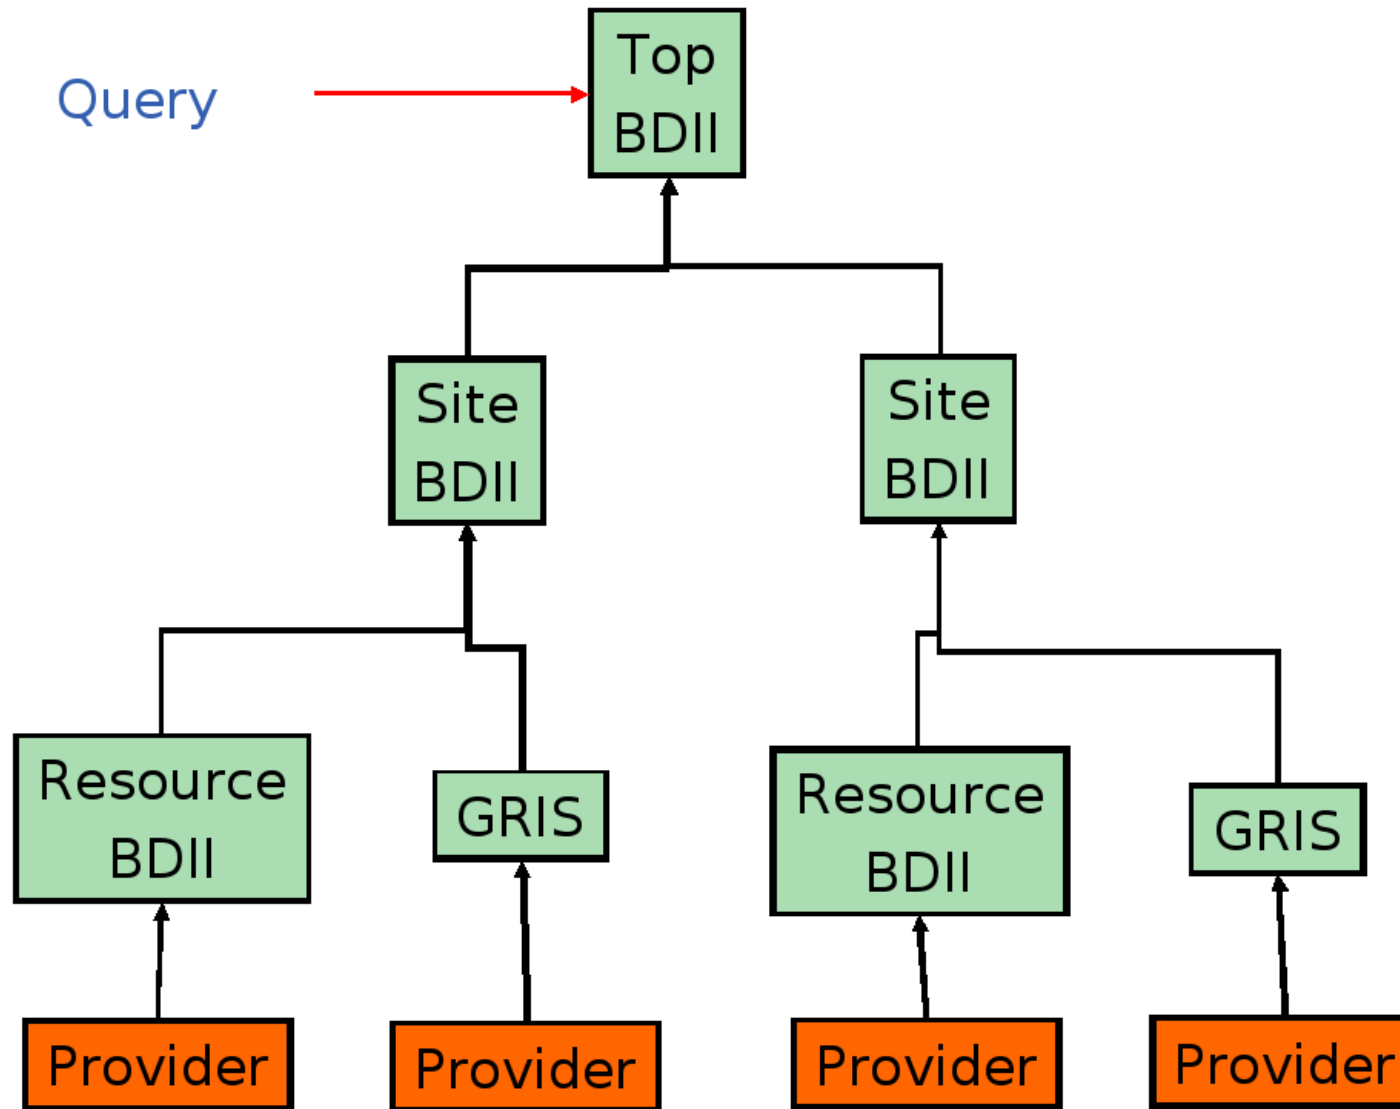 Query
Top
BDII
Site
BDII
Site
BDII
Resource
BDII
GRIS
Resource
BDII
GRIS
Provider
Provider
Provider
Provider